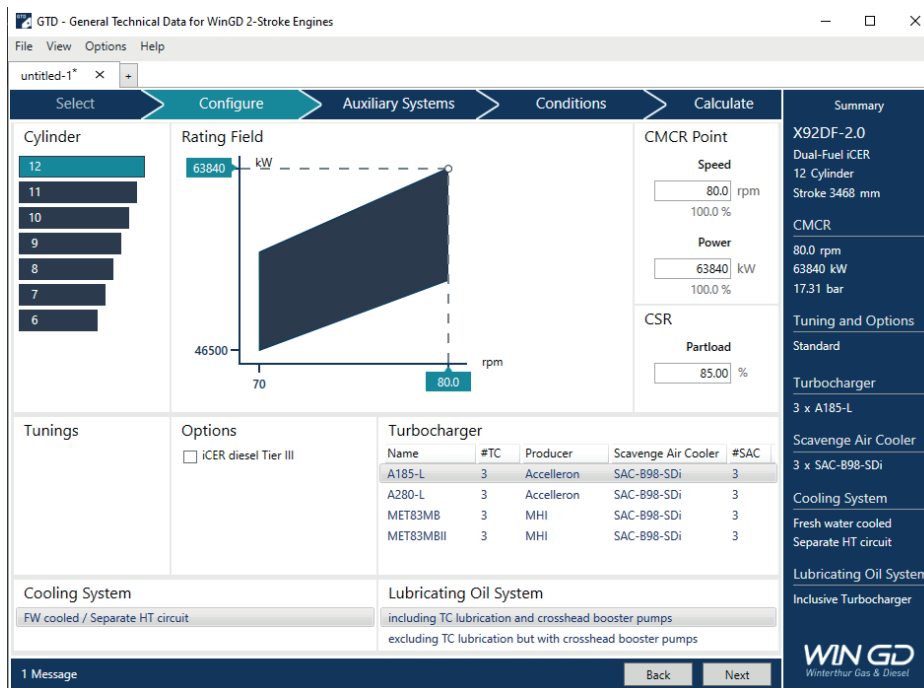 GTD - General Technical Data for WinGD 2-Stroke Engines
File View Options Help
untitled-1* × +
Select Configure Auxiliary Systems Conditions Calculate
Cylinder
12
11
10
9
8
7
6
Rating Field
63840 kW
46500
70 80.0 rpm
CMCR Point
Speed
80.0 rpm
100.0 %
Power
63840 kW
100.0 %
CSR
Partload
85.00 %
Tunings
Options
iCER diesel Tier III
Turbocharger
Name #TC Producer Scavenge Air Cooler #SAC
A185-L 3 Accelleron SAC-B98-SDi 3
A280-L 3 Accelleron SAC-B98-SDi 3
MET83MB 3 MHI SAC-B98-SDi 3
MET83MBII 3 MHI SAC-B98-SDi 3
Cooling System
FW cooled / Separate HT circuit
Lubricating Oil System
including TC lubrication and crosshead booster pumps
excluding TC lubrication but with crosshead booster pumps
Summary
X92DF-2.0
Dual-Fuel iCER
12 Cylinder
Stroke 3468 mm
CMCR
80.0 rpm
63840 kW
17.31 bar
Tuning and Options
Standard
Turbocharger
3 x A185-L
Scavenge Air Cooler
3 x SAC-B98-SDi
Cooling System
Fresh water cooled
Separate HT circuit
Lubricating Oil System
Inclusive Turbocharger
WIN GD
Winterthur Gas & Diesel
1 Message
Back Next